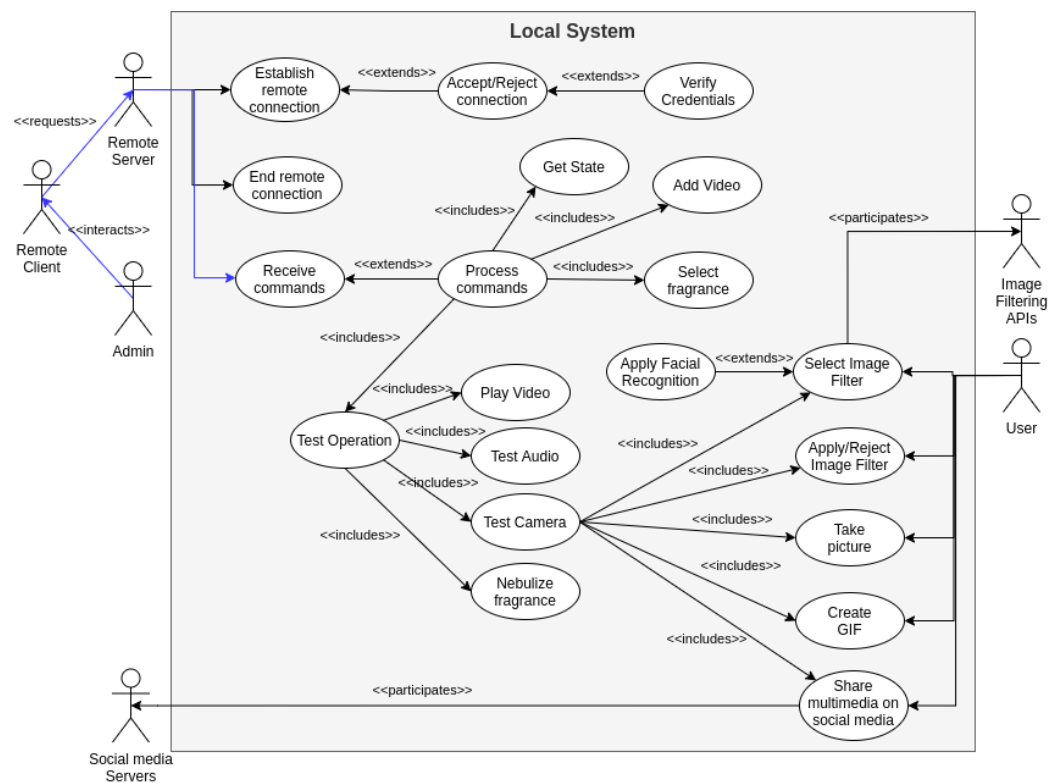 Local System
Establish
remote
connection
<<extends>>
Accept/Reject
connection
<<extends>>
Verify
Credentials
<<requests>>
Remote
Server
End remote
connection
Get State
Add Video
<<includes>>
<<includes>>
<<participates>>
Remote
Client
<<interacts>>
Receive
commands
<<extends>>
Process
commands
<<includes>>
Select
fragrance
Image
Filtering
APIs
Admin
<<includes>>
Apply Facial
Recognition
<<extends>>
Select Image
Filter
User
Test Operation
<<includes>>
Play Video
<<includes>>
Test Audio
<<includes>>
Test Camera
<<includes>>
Nebulize
fragrance
<<includes>>
<<includes>>
Apply/Reject
Image Filter
<<includes>>
Take
picture
<<includes>>
Create
GIF
<<includes>>
Share
multimedia on
social media
<<participates>>
Social media
Servers